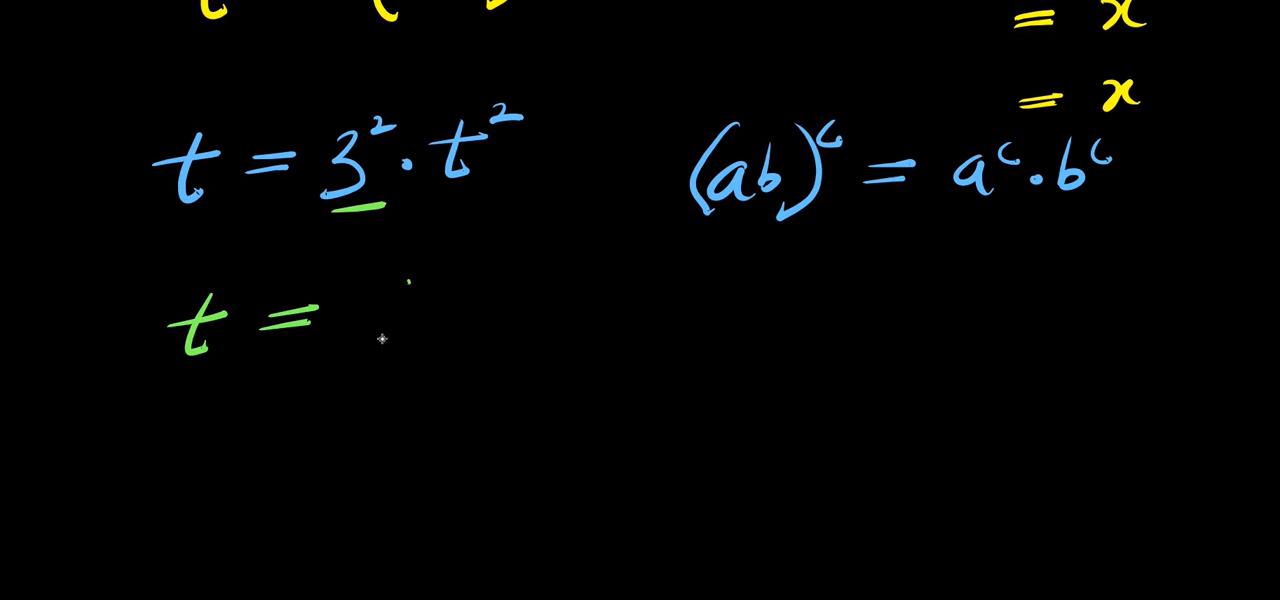 = x
= x
t = 3² · t²
(ab)ᶜ = aᶜ · bᶜ
t =